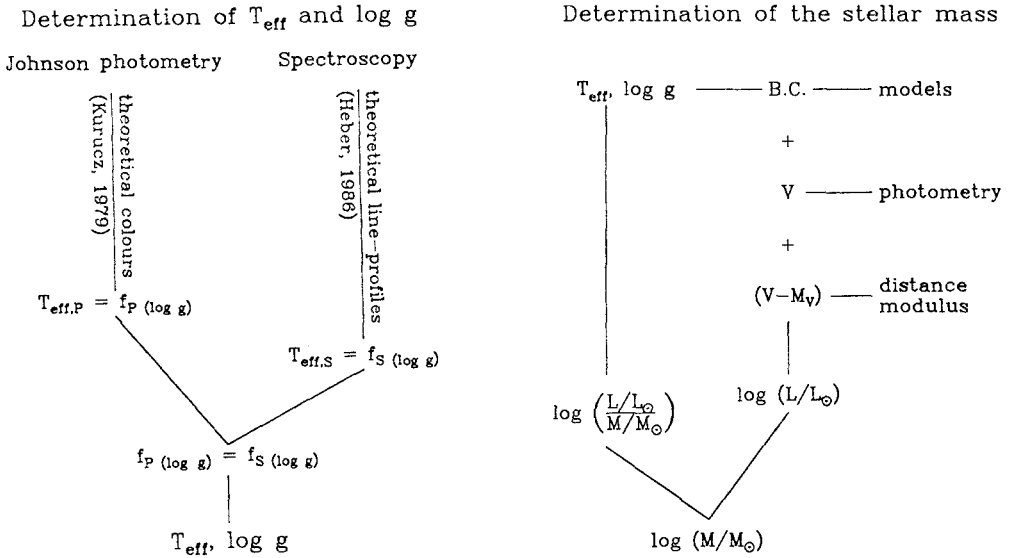 Determination of T_eff and log g
Johnson photometry
Spectroscopy
theoretical colours
(Kurucz, 1979)
theoretical line-profiles
(Heber, 1986)
T_eff,P = f_P (log g)
T_eff,S = f_S (log g)
f_P (log g) = f_S (log g)
T_eff, log g
Determination of the stellar mass
T_eff, log g
B.C.
models
+
V
photometry
+
(V-M_V)
distance
modulus
log (L/L_⊙ / M/M_⊙)
log (L/L_⊙)
log (M/M_⊙)